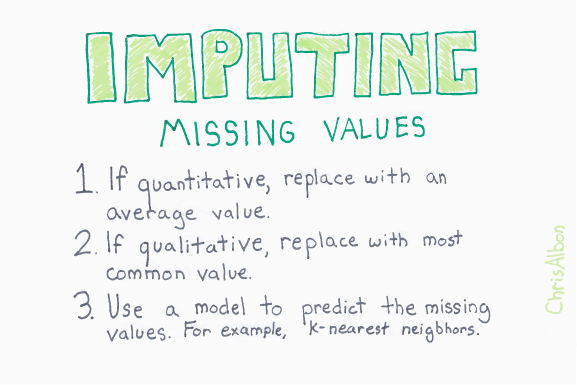 IMPUTING
MISSING VALUES
1. If quantitative, replace with an
average value.
2. If qualitative, replace with most
common value.
3. Use a model to predict the missing
values. For example, k-nearest neigbhors.
ChrisAlbon